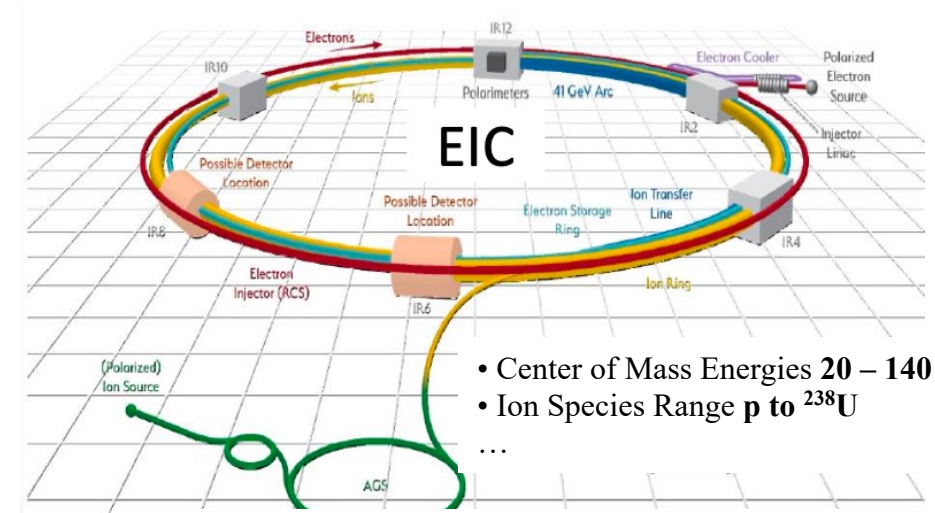 IR12
Electrons
IR10
Ions
Polarimeters
41 GeV Arc
Electron Cooler
Polarized
Electron
Source
IR2
Injector
Linac
EIC
Possible Detector
Location
Possible Detector
Location
Electron Storage
Ring
Ion Transfer
Line
IR8
IR4
Electron
Injector (RCS)
Ion Ring
IR6
(Polarized)
Ion Source
• Center of Mass Energies 20 – 140
• Ion Species Range p to ²³⁸U
…
AGS